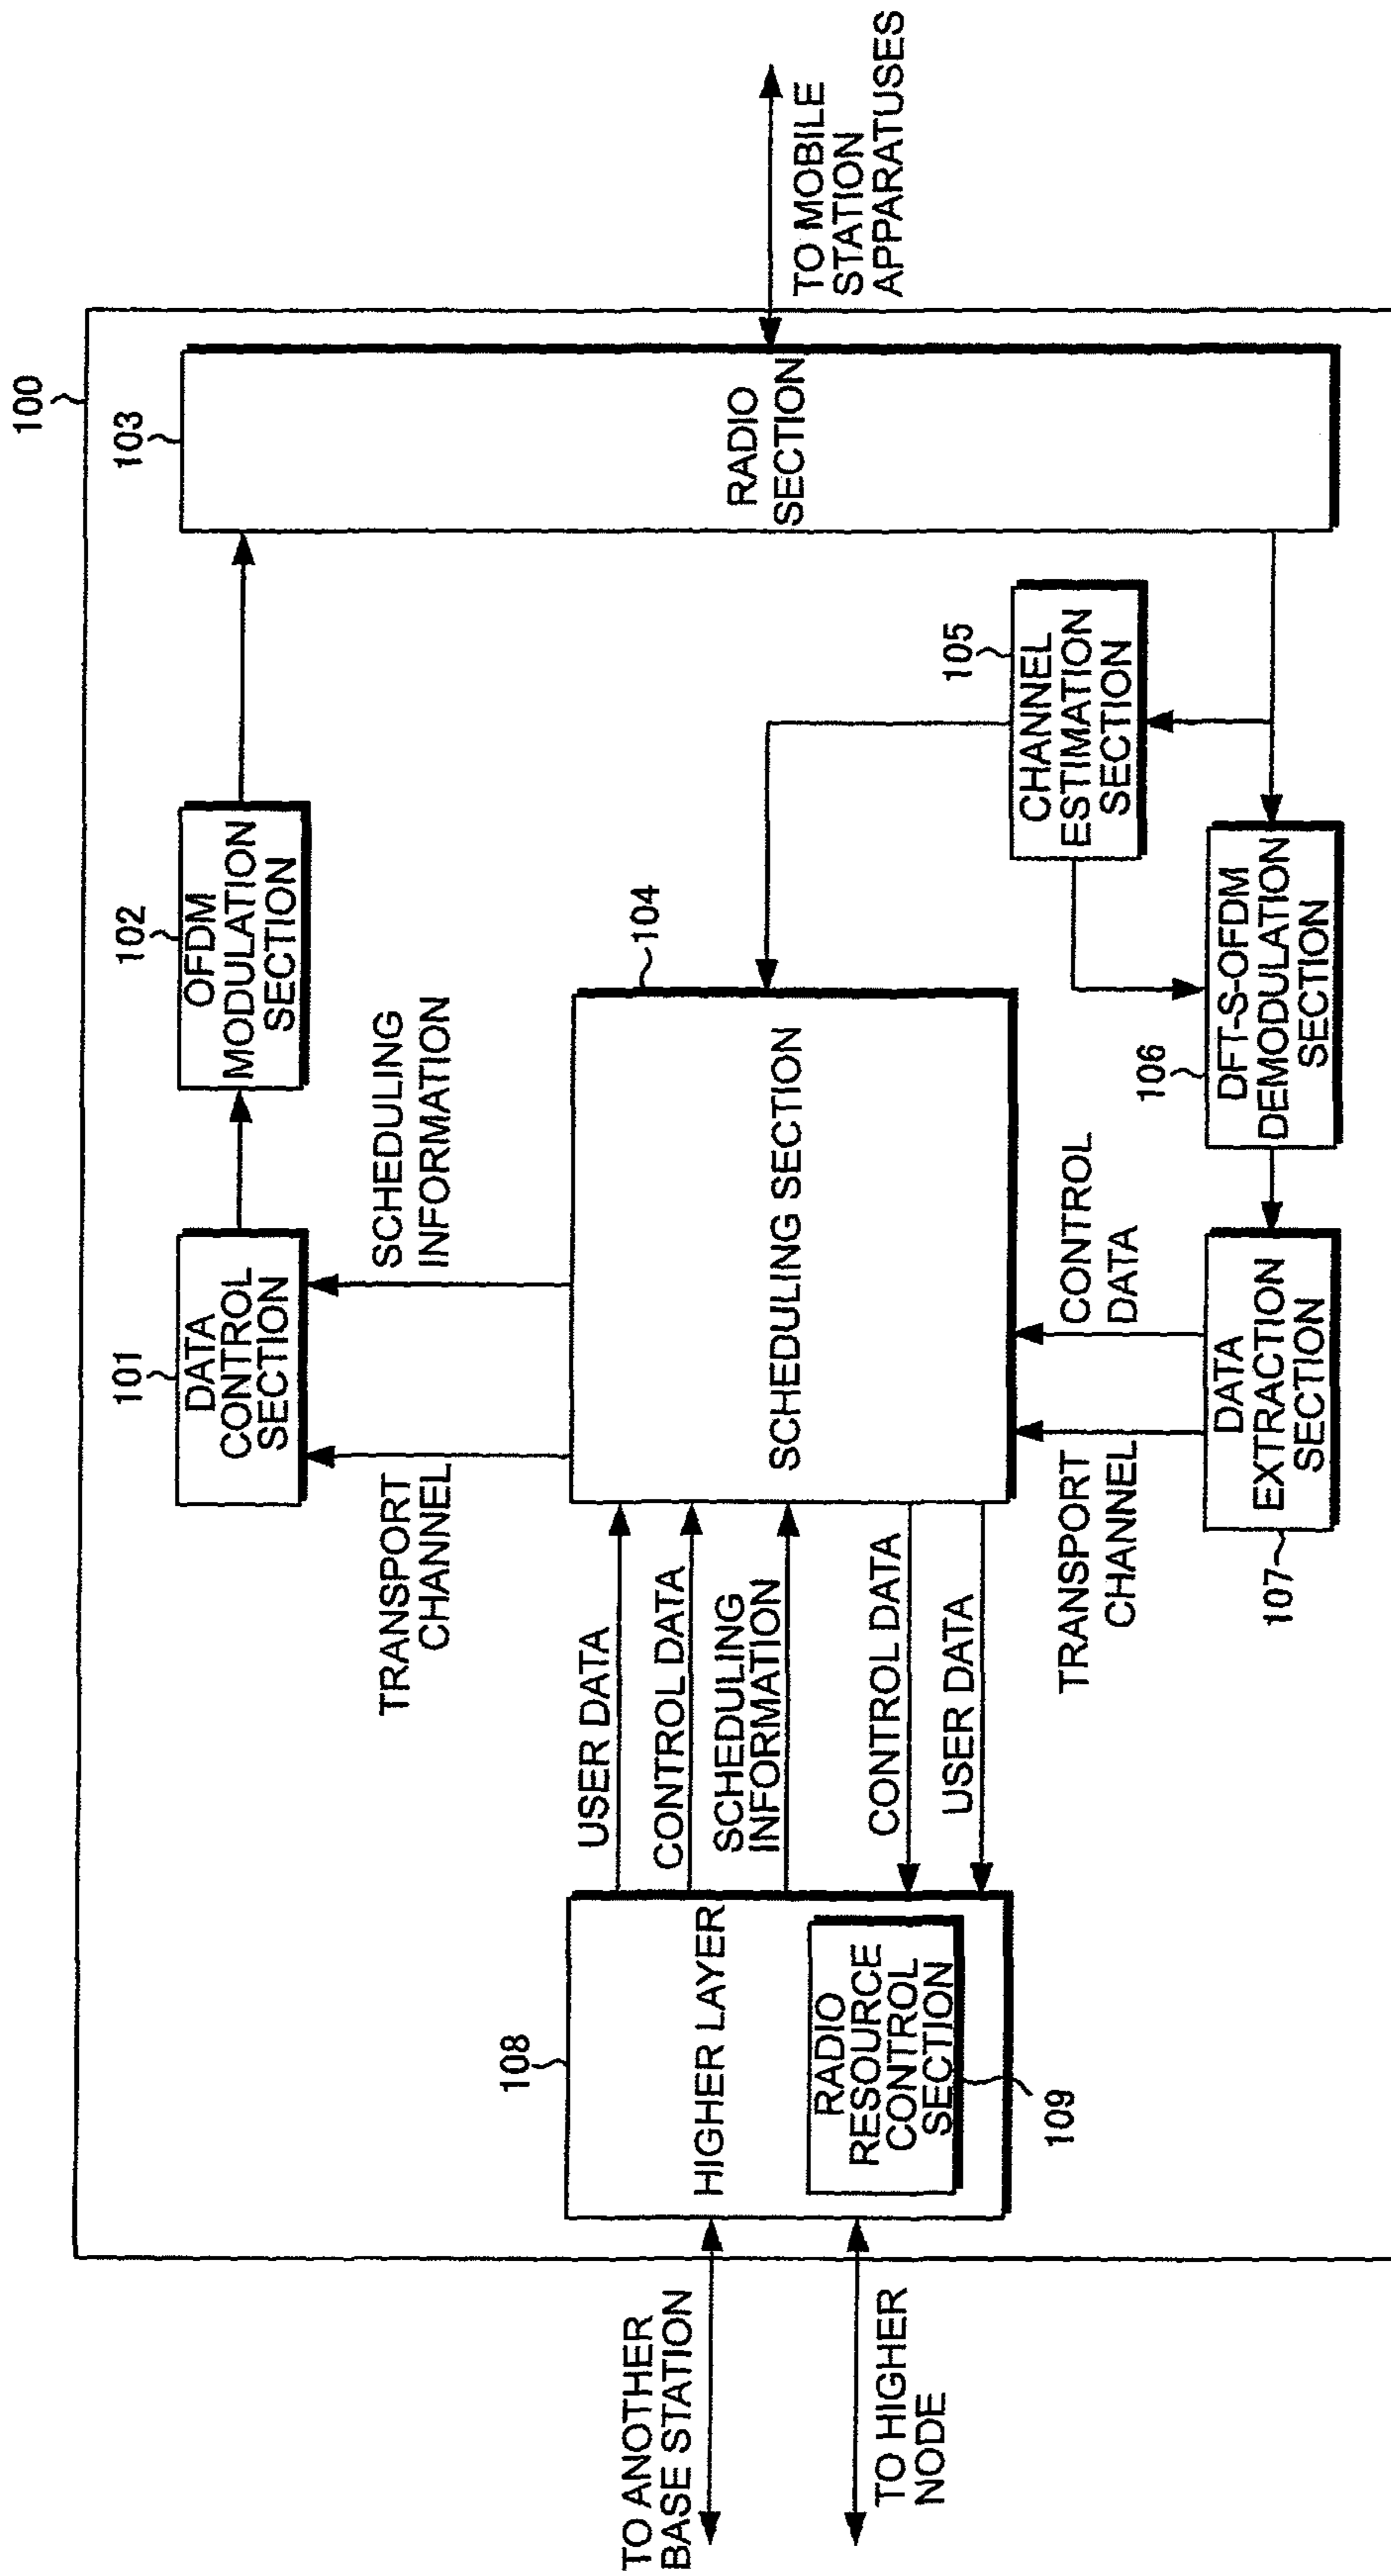 100
103
RADIO
SECTION
TO MOBILE
STATION
APPARATUSES
102
OFDM
MODULATION
SECTION
101
DATA
CONTROL
SECTION
SCHEDULING
INFORMATION
TRANSPORT
CHANNEL
104
SCHEDULING SECTION
105
CHANNEL
ESTIMATION
SECTION
106
DFT-S-OFDM
DEMODULATION
SECTION
107
DATA
EXTRACTION
SECTION
CONTROL
DATA
TRANSPORT
CHANNEL
USER DATA
CONTROL DATA
SCHEDULING
INFORMATION
CONTROL DATA
USER DATA
108
HIGHER LAYER
RADIO
RESOURCE
CONTROL
SECTION
109
TO ANOTHER
BASE STATION
TO HIGHER
NODE